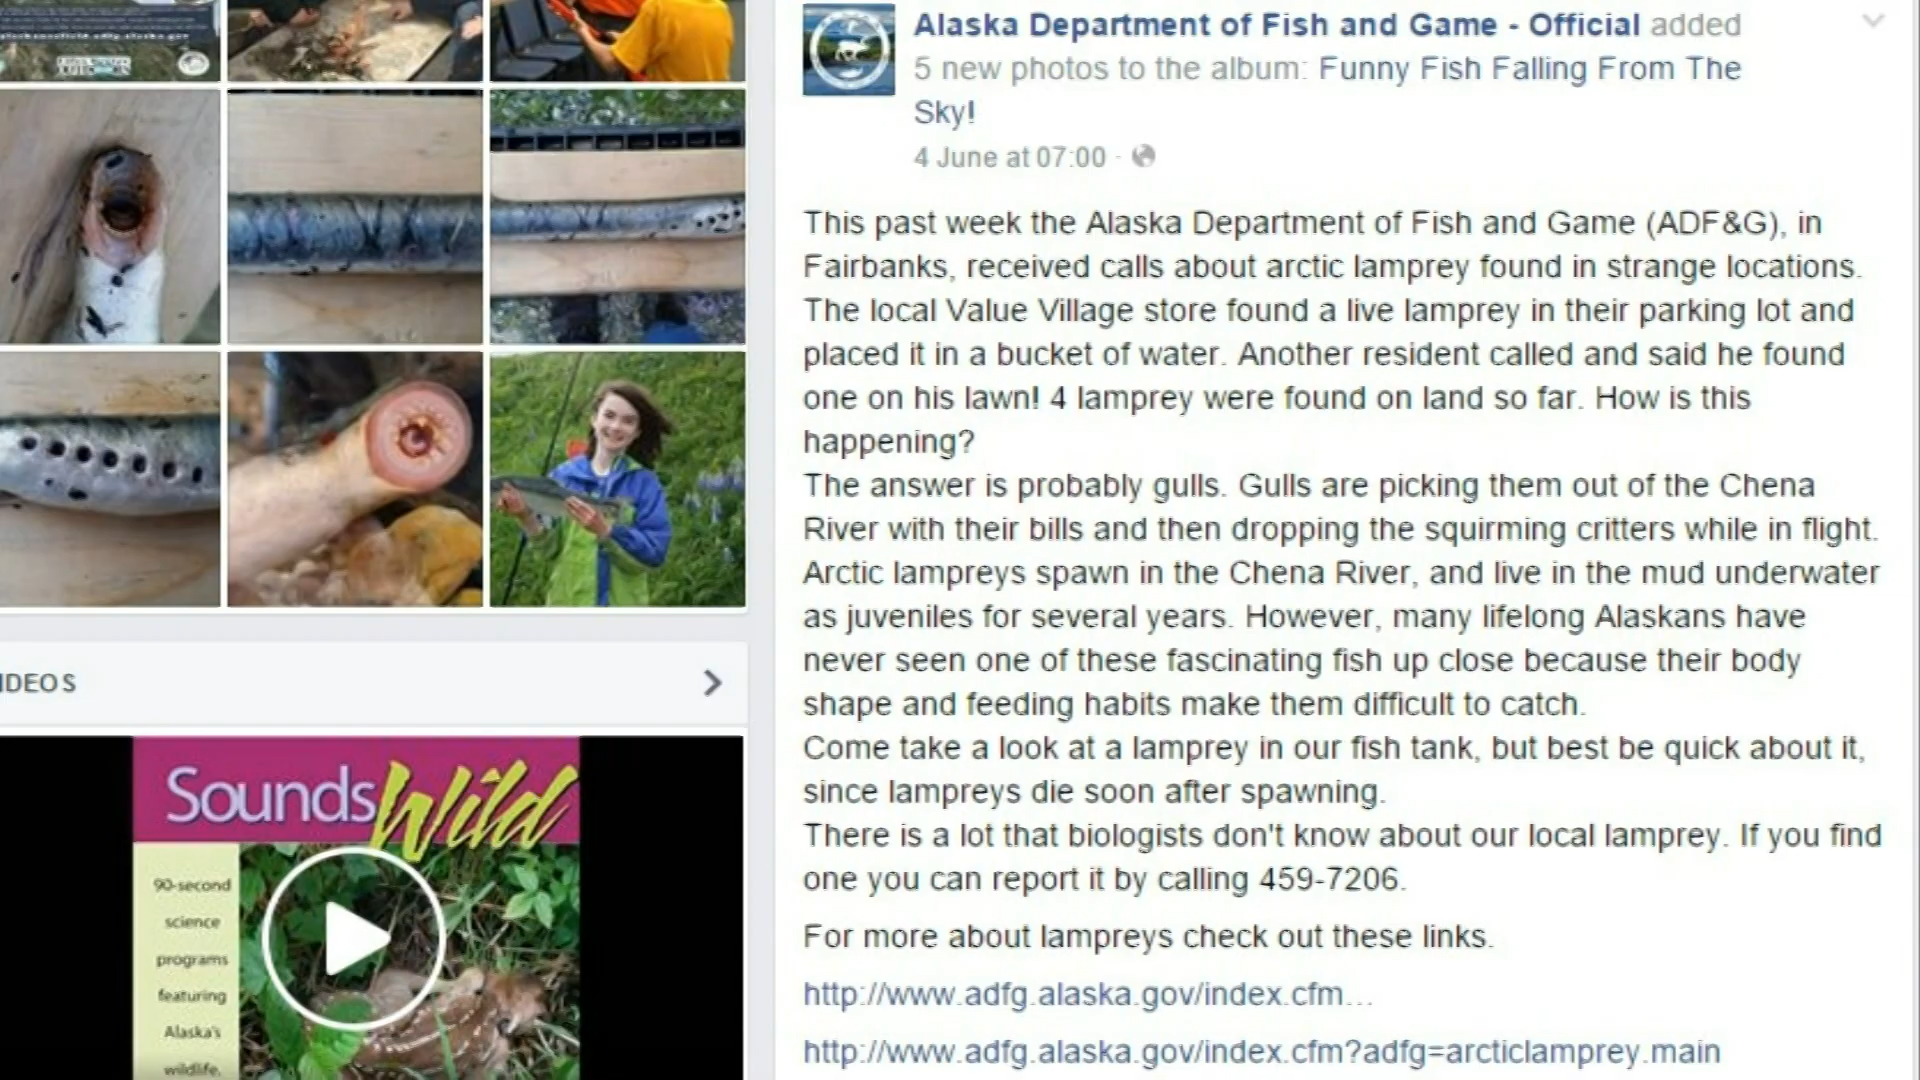 Alaska Department of Fish and Game - Official added
5 new photos to the album: Funny Fish Falling From The
Sky!
4 June at 07:00 ·
This past week the Alaska Department of Fish and Game (ADF&G), in
Fairbanks, received calls about arctic lamprey found in strange locations.
The local Value Village store found a live lamprey in their parking lot and
placed it in a bucket of water. Another resident called and said he found
one on his lawn! 4 lamprey were found on land so far. How is this
happening?
The answer is probably gulls. Gulls are picking them out of the Chena
River with their bills and then dropping the squirming critters while in flight.
Arctic lampreys spawn in the Chena River, and live in the mud underwater
as juveniles for several years. However, many lifelong Alaskans have
never seen one of these fascinating fish up close because their body
shape and feeding habits make them difficult to catch.
Come take a look at a lamprey in our fish tank, but best be quick about it,
since lampreys die soon after spawning.
There is a lot that biologists don't know about our local lamprey. If you find
one you can report it by calling 459-7206.
For more about lampreys check out these links.
http://www.adfg.alaska.gov/index.cfm...
http://www.adfg.alaska.gov/index.cfm?adfg=arcticlamprey.main
IDEOS
Sounds Wild
90-second
science
programs
featuring
Alaska's
wildlife.